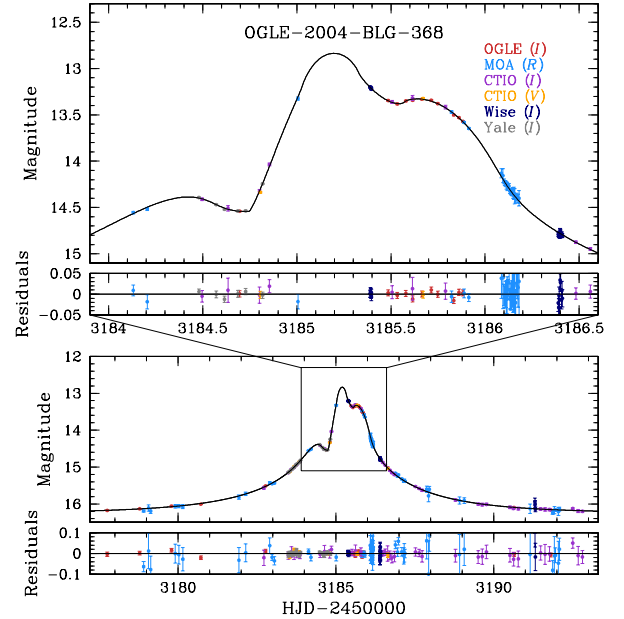 OGLE-2004-BLG-368
12.5
13
13.5
14
14.5
15
Magnitude
OGLE (I)
MOA (R)
CTIO (I)
CTIO (V)
Wise (I)
Yale (I)
Residuals
0.05
0
-0.05
3184 3184.5 3185 3185.5 3186 3186.5
12
13
14
15
16
Magnitude
Residuals
0.1
0
-0.1
3180 3185 3190
HJD-2450000